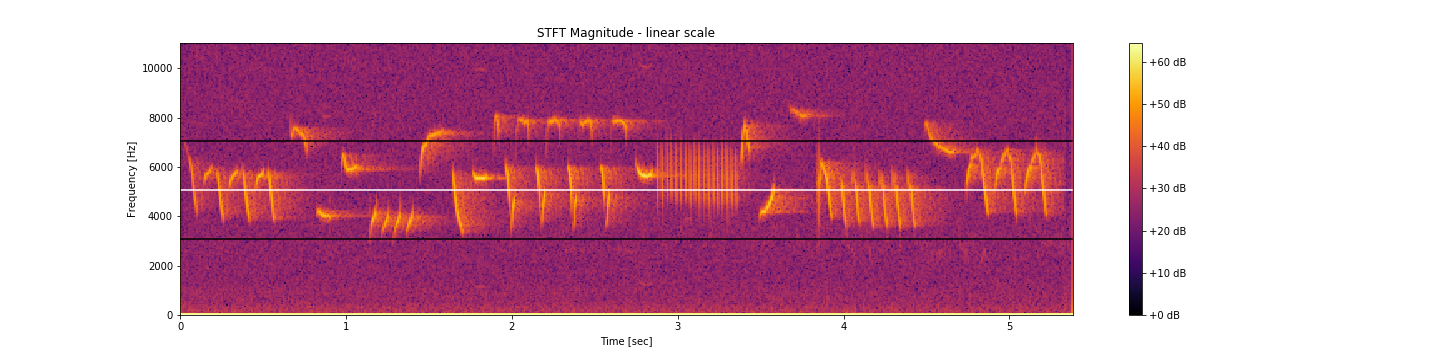 STFT Magnitude - linear scale
10000
8000
6000
4000
2000
0
Frequency [Hz]
0 1 2 3 4 5
Time [sec]
+60 dB
+50 dB
+40 dB
+30 dB
+20 dB
+10 dB
+0 dB